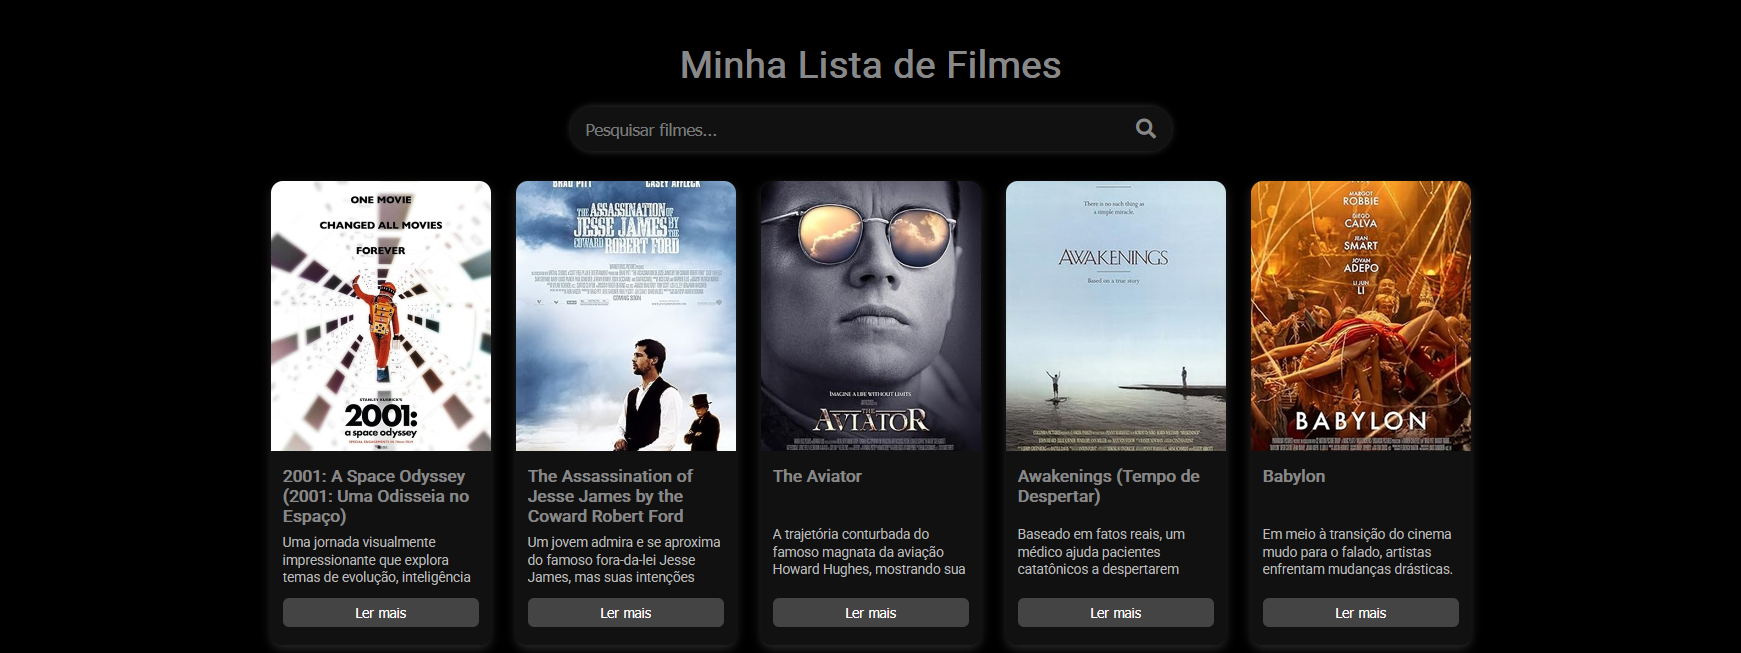 Minha Lista de Filmes
Pesquisar filmes...
ONE MOVIE
CHANGED ALL MOVIES
FOREVER
STANLEY KUBRICK'S
2001:
a space odyssey
BRAD PITT CASEY AFFLECK
THE ASSASSINATION OF
JESSE JAMES BY THE
COWARD ROBERT FORD
COMING SOON
IMAGINE A LIFE WITHOUT LIMITS
THE
AVIATOR
There is no such thing as
a simple miracle.
AWAKENINGS
Based on a true story
MARGOT
ROBBIE
DIEGO
CALVA
JEAN
SMART
JOVAN
ADEPO
LI JUN
LI
BABYLON
2001: A Space Odyssey
(2001: Uma Odisseia no
Espaço)
Uma jornada visualmente
impressionante que explora
temas de evolução, inteligência
Ler mais
The Assassination of
Jesse James by the
Coward Robert Ford
Um jovem admira e se aproxima
do famoso fora-da-lei Jesse
James, mas suas intenções
Ler mais
The Aviator
A trajetória conturbada do
famoso magnata da aviação
Howard Hughes, mostrando sua
Ler mais
Awakenings (Tempo de
Despertar)
Baseado em fatos reais, um
médico ajuda pacientes
catatônicos a despertarem
Ler mais
Babylon
Em meio à transição do cinema
mudo para o falado, artistas
enfrentam mudanças drásticas.
Ler mais